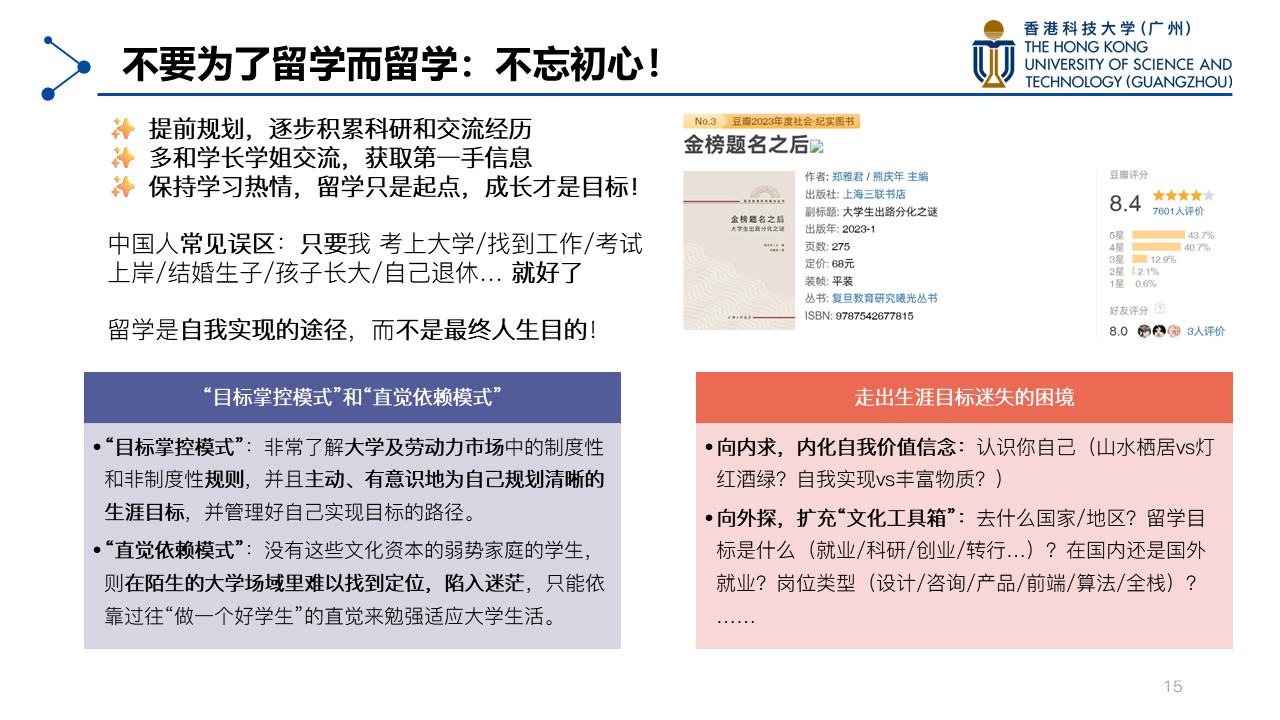 不要为了留学而留学：不忘初心！
香港科技大学(广州)
THE HONG KONG
UNIVERSITY OF SCIENCE AND
TECHNOLOGY (GUANGZHOU)
✨ 提前规划，逐步积累科研和交流经历
✨ 多和学长学姐交流，获取第一手信息
✨ 保持学习热情，留学只是起点，成长才是目标！
中国人常见误区：只要我 考上大学/找到工作/考试
上岸/结婚生子/孩子长大/自己退休… 就好了
留学是自我实现的途径，而不是最终人生目的！
No.3 豆瓣2023年度社会·纪实图书
金榜题名之后
金榜题名之后
大学生出路分化之谜
作者: 郑雅君 / 熊庆年 主编
出版社: 上海三联书店
副标题: 大学生出路分化之谜
出版年: 2023-1
页数: 275
定价: 68元
装帧: 平装
丛书: 复旦教育研究曦光丛书
ISBN: 9787542677815
豆瓣评分
8.4
7601人评价
5星 43.7%
4星 40.7%
3星 12.9%
2星 2.1%
1星 0.6%
好友评分 ?
8.0 3人评价
“目标掌控模式”和“直觉依赖模式”
•“目标掌控模式”：非常了解大学及劳动力市场中的制度性
和非制度性规则，并且主动、有意识地为自己规划清晰的
生涯目标，并管理好自己实现目标的路径。
•“直觉依赖模式”：没有这些文化资本的弱势家庭的学生，
则在陌生的大学场域里难以找到定位，陷入迷茫，只能依
靠过往“做一个好学生”的直觉来勉强适应大学生活。
走出生涯目标迷失的困境
•向内求，内化自我价值信念：认识你自己（山水栖居vs灯
红酒绿？自我实现vs丰富物质？）
•向外探，扩充“文化工具箱”：去什么国家/地区？留学目
标是什么（就业/科研/创业/转行…）？在国内还是国外
就业？岗位类型（设计/咨询/产品/前端/算法/全栈）？
……
15